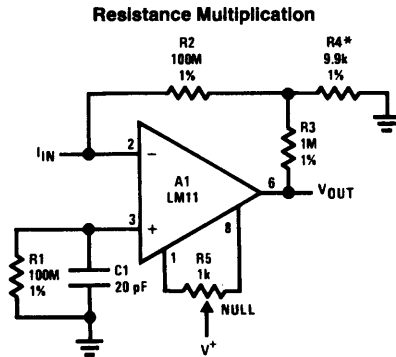 Resistance Multiplication
R2
100M
1%
R4*
9.9k
1%
R3
1M
1%
IIN
2
−
A1
LM11
6
VOUT
3
+
8
1
R5
1k
NULL
V+
R1
100M
1%
C1
20 pF